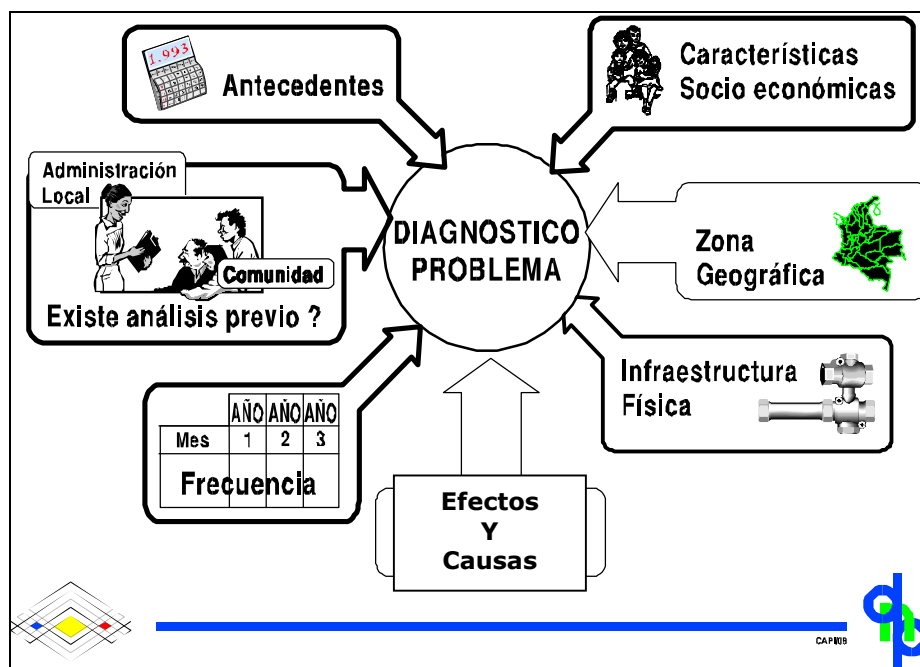 1.993
Antecedentes
Características
Socio económicas
Administración
Local
Comunidad
Existe análisis previo ?
DIAGNOSTICO
PROBLEMA
Zona
Geográfica
Infraestructura
Física
AÑO AÑO AÑO
Mes 1 2 3
Frecuencia
Efectos
Y
Causas
dnp